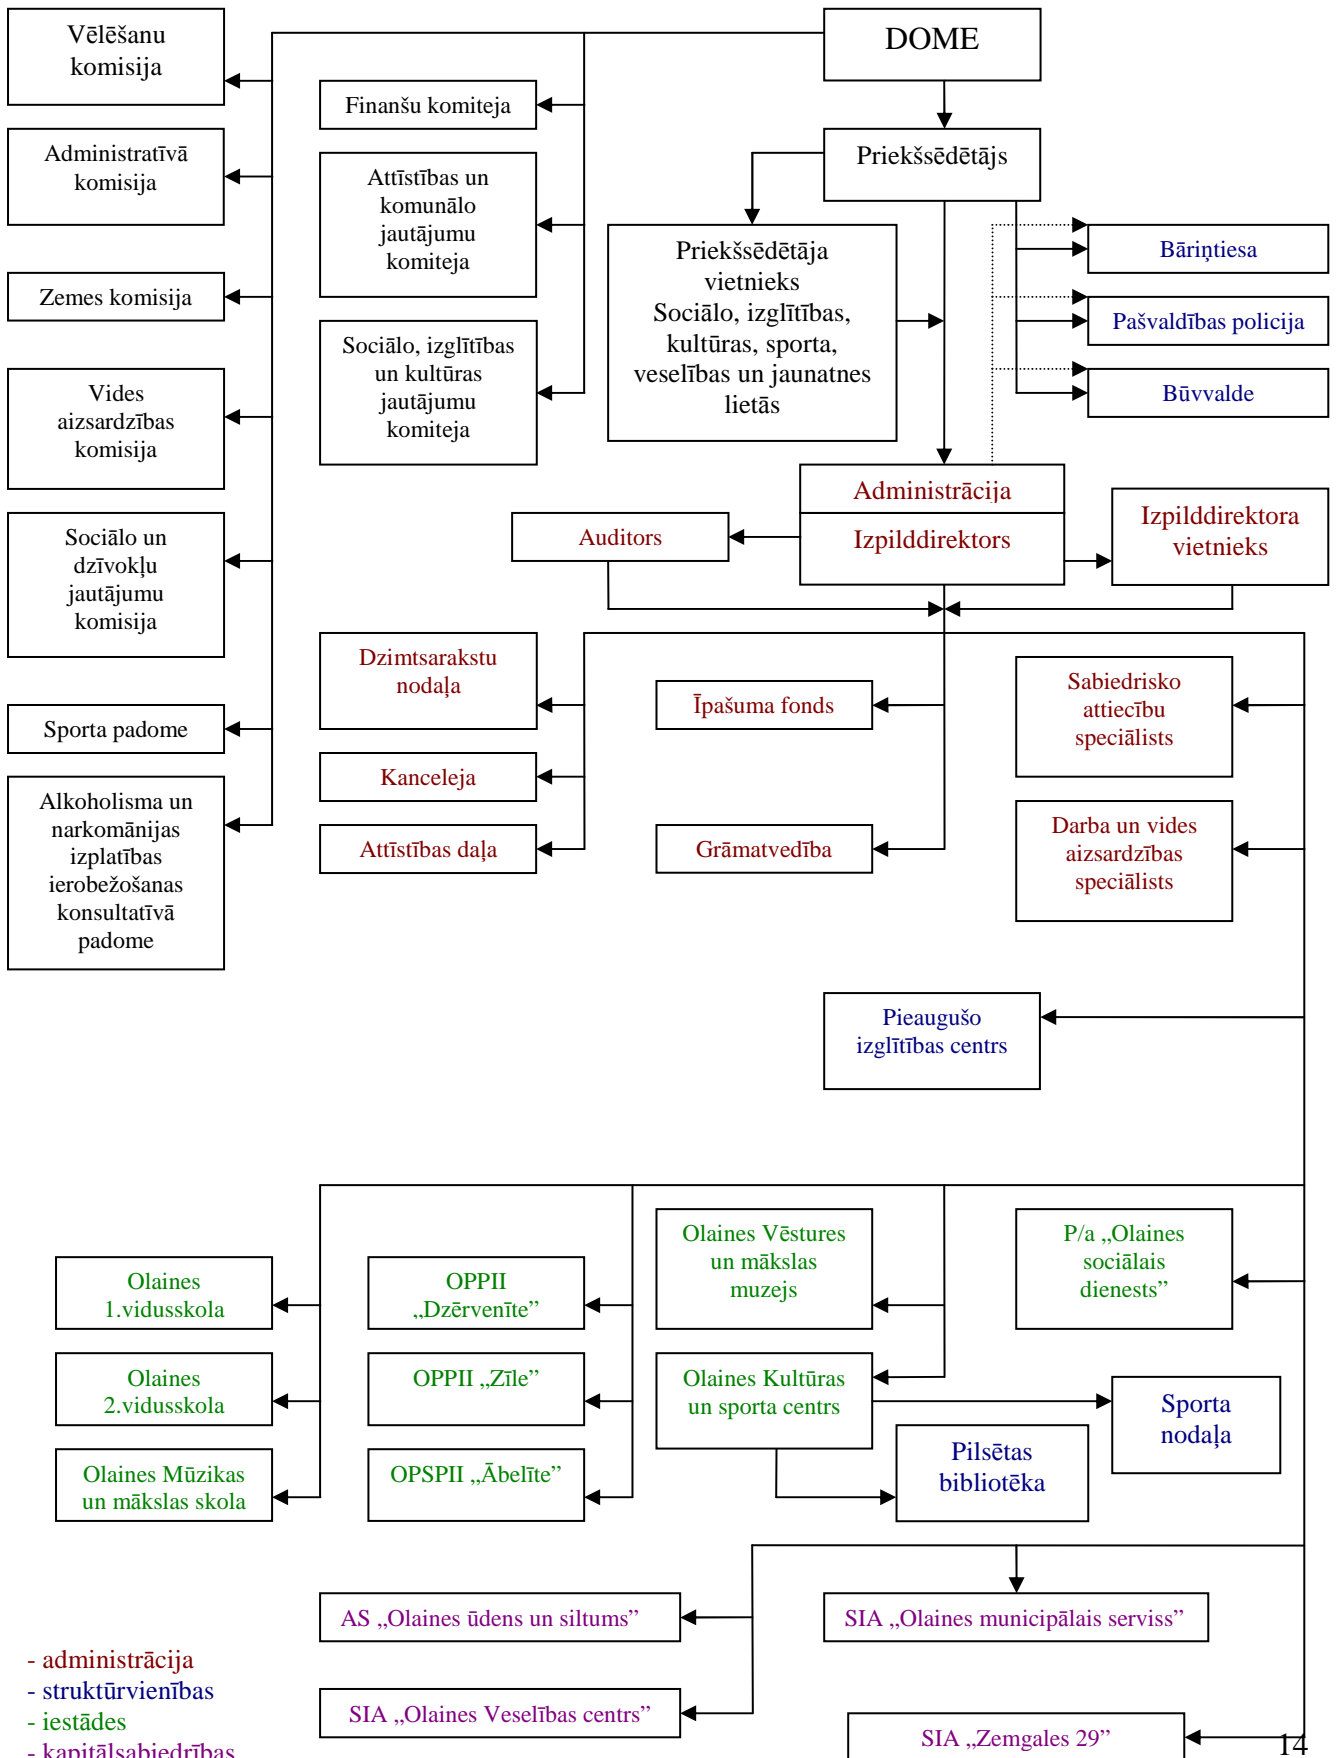 Vēlēšanu
komisija
DOME
Finanšu komiteja
Administratīvā
komisija
Attīstības un
komunālo
jautājumu
komiteja
Priekšsēdētājs
Priekšsēdētāja
vietnieks
Sociālo, izglītības,
kultūras, sporta,
veselības un jaunatnes
lietās
Bāriņtiesa
Zemes komisija
Pašvaldības policija
Sociālo, izglītības
un kultūras
jautājumu
komiteja
Būvvalde
Vides
aizsardzības
komisija
Administrācija
Izpilddirektors
Auditors
Izpilddirektora
vietnieks
Sociālo un
dzīvokļu
jautājumu
komisija
Dzimtsarakstu
nodaļa
Īpašuma fonds
Sabiedrisko
attiecību
speciālists
Sporta padome
Kanceleja
Alkoholisma un
narkomānijas
izplatības
ierobežošanas
konsultatīvā
padome
Attīstības daļa
Grāmatvedība
Darba un vides
aizsardzības
speciālists
Pieaugušo
izglītības centrs
Olaines
1.vidusskola
OPPII
„Dzērvenīte”
Olaines Vēstures
un mākslas
muzejs
P/a „Olaines
sociālais
dienests”
Olaines
2.vidusskola
OPPII „Zīle”
Olaines Kultūras
un sporta centrs
Sporta
nodaļa
Olaines Mūzikas
un mākslas skola
OPSPII „Ābelīte”
Pilsētas
bibliotēka
AS „Olaines ūdens un siltums”
SIA „Olaines municipālais serviss”
SIA „Olaines Veselības centrs”
SIA „Zemgales 29”
- administrācija
- struktūrvienības
- iestādes
- kapitālsabiedrības
14